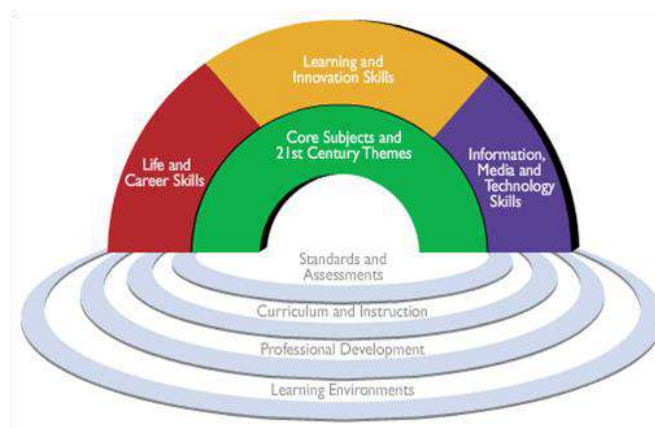 Learning and
Innovation Skills
Core Subjects and
21st Century Themes
Life and
Career Skills
Information,
Media and
Technology
Skills
Standards and
Assessments
Curriculum and Instruction
Professional Development
Learning Environments